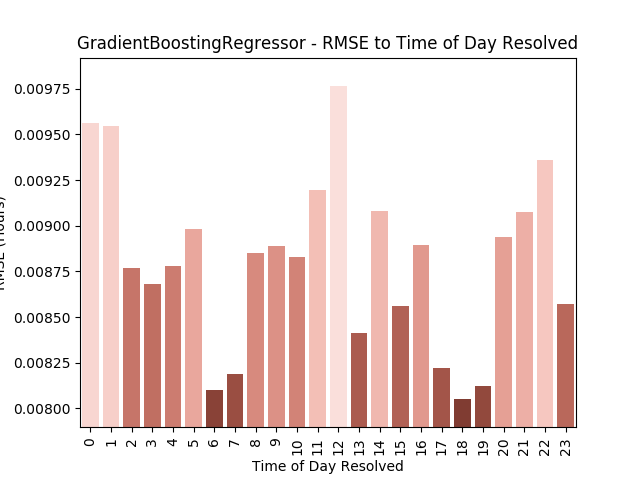 GradientBoostingRegressor - RMSE to Time of Day Resolved
RMSE (Hours)
0.00975
0.00950
0.00925
0.00900
0.00875
0.00850
0.00825
0.00800
0 1 2 3 4 5 6 7 8 9 10 11 12 13 14 15 16 17 18 19 20 21 22 23
Time of Day Resolved